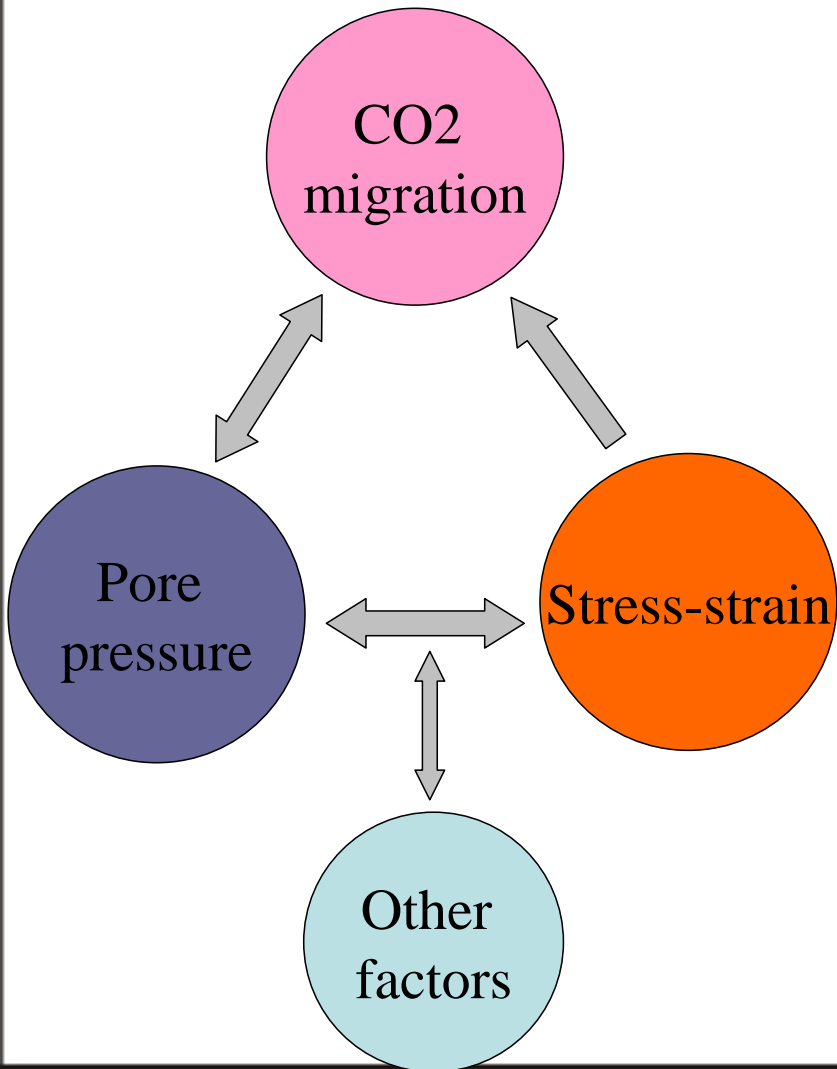 CO2
migration
Pore
pressure
Stress-strain
Other
factors